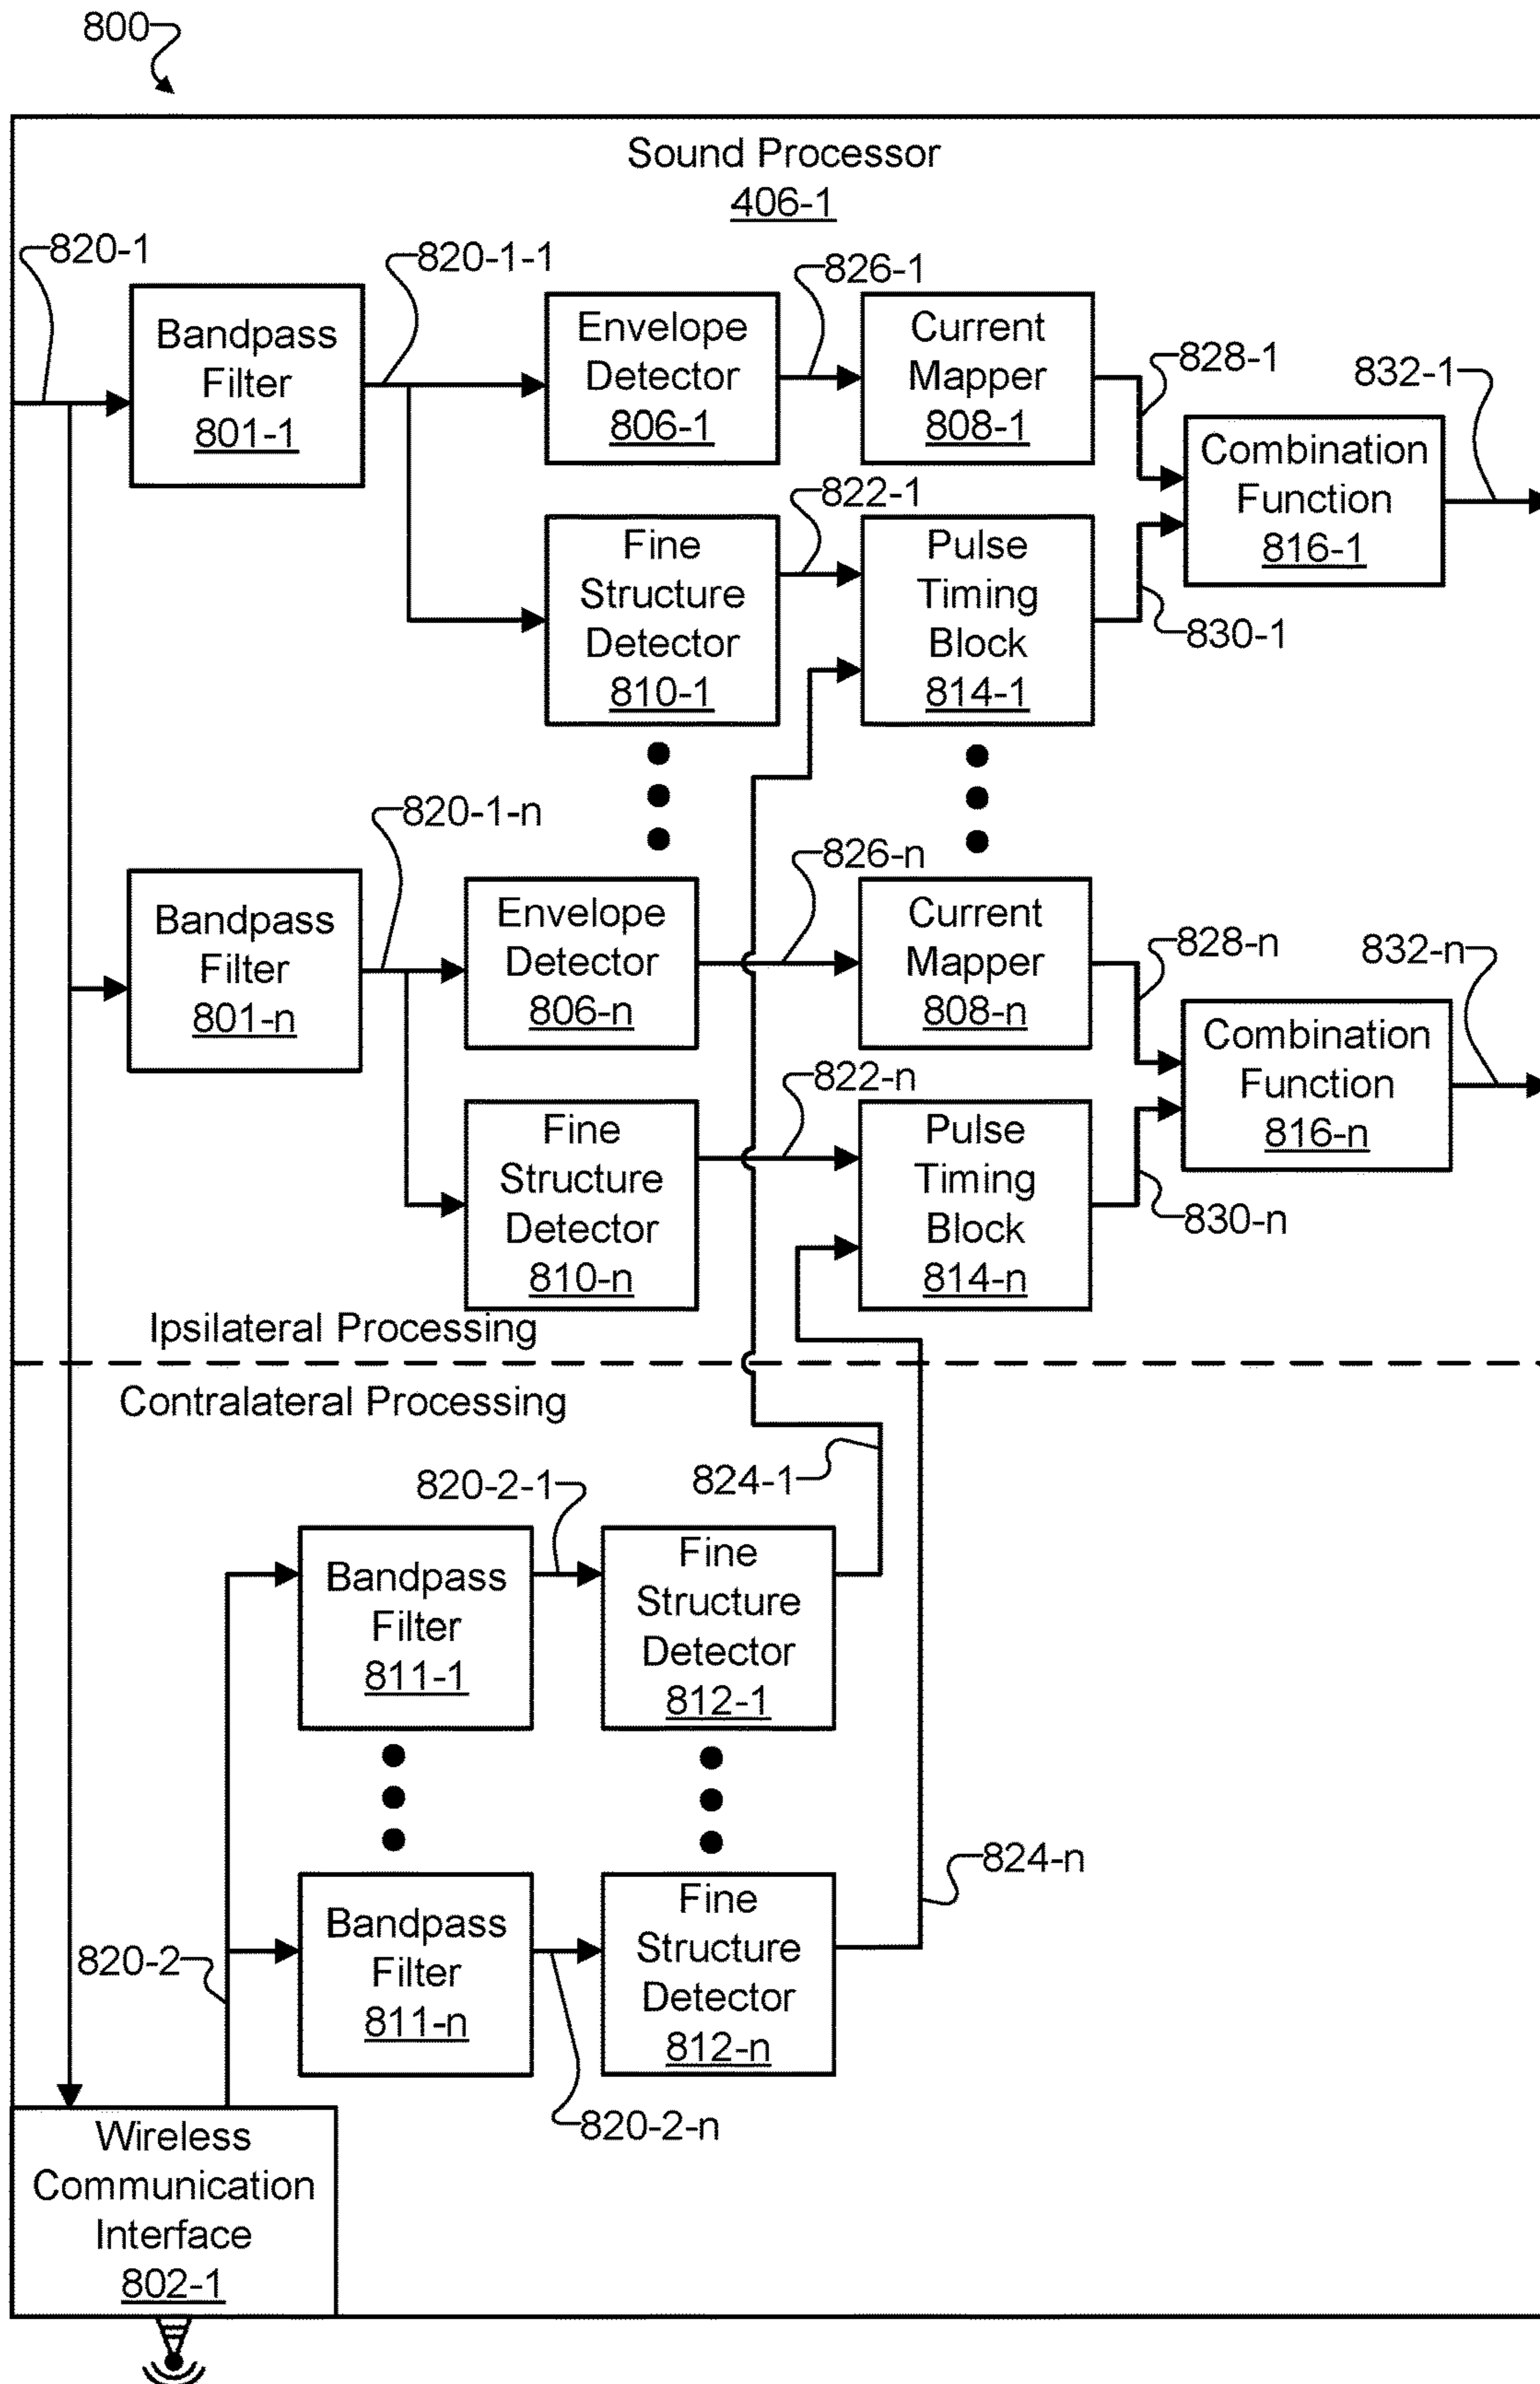 800
Sound Processor
406-1
820-1
820-1-1
826-1
Bandpass
Filter
801-1
Envelope
Detector
806-1
Current
Mapper
808-1
828-1
832-1
Combination
Function
816-1
822-1
Fine
Structure
Detector
810-1
Pulse
Timing
Block
814-1
830-1
820-1-n
826-n
Bandpass
Filter
801-n
Envelope
Detector
806-n
Current
Mapper
808-n
828-n
832-n
Combination
Function
816-n
822-n
Fine
Structure
Detector
810-n
Pulse
Timing
Block
814-n
830-n
Ipsilateral Processing
Contralateral Processing
824-1
820-2-1
Bandpass
Filter
811-1
Fine
Structure
Detector
812-1
824-n
820-2
Bandpass
Filter
811-n
Fine
Structure
Detector
812-n
820-2-n
Wireless
Communication
Interface
802-1